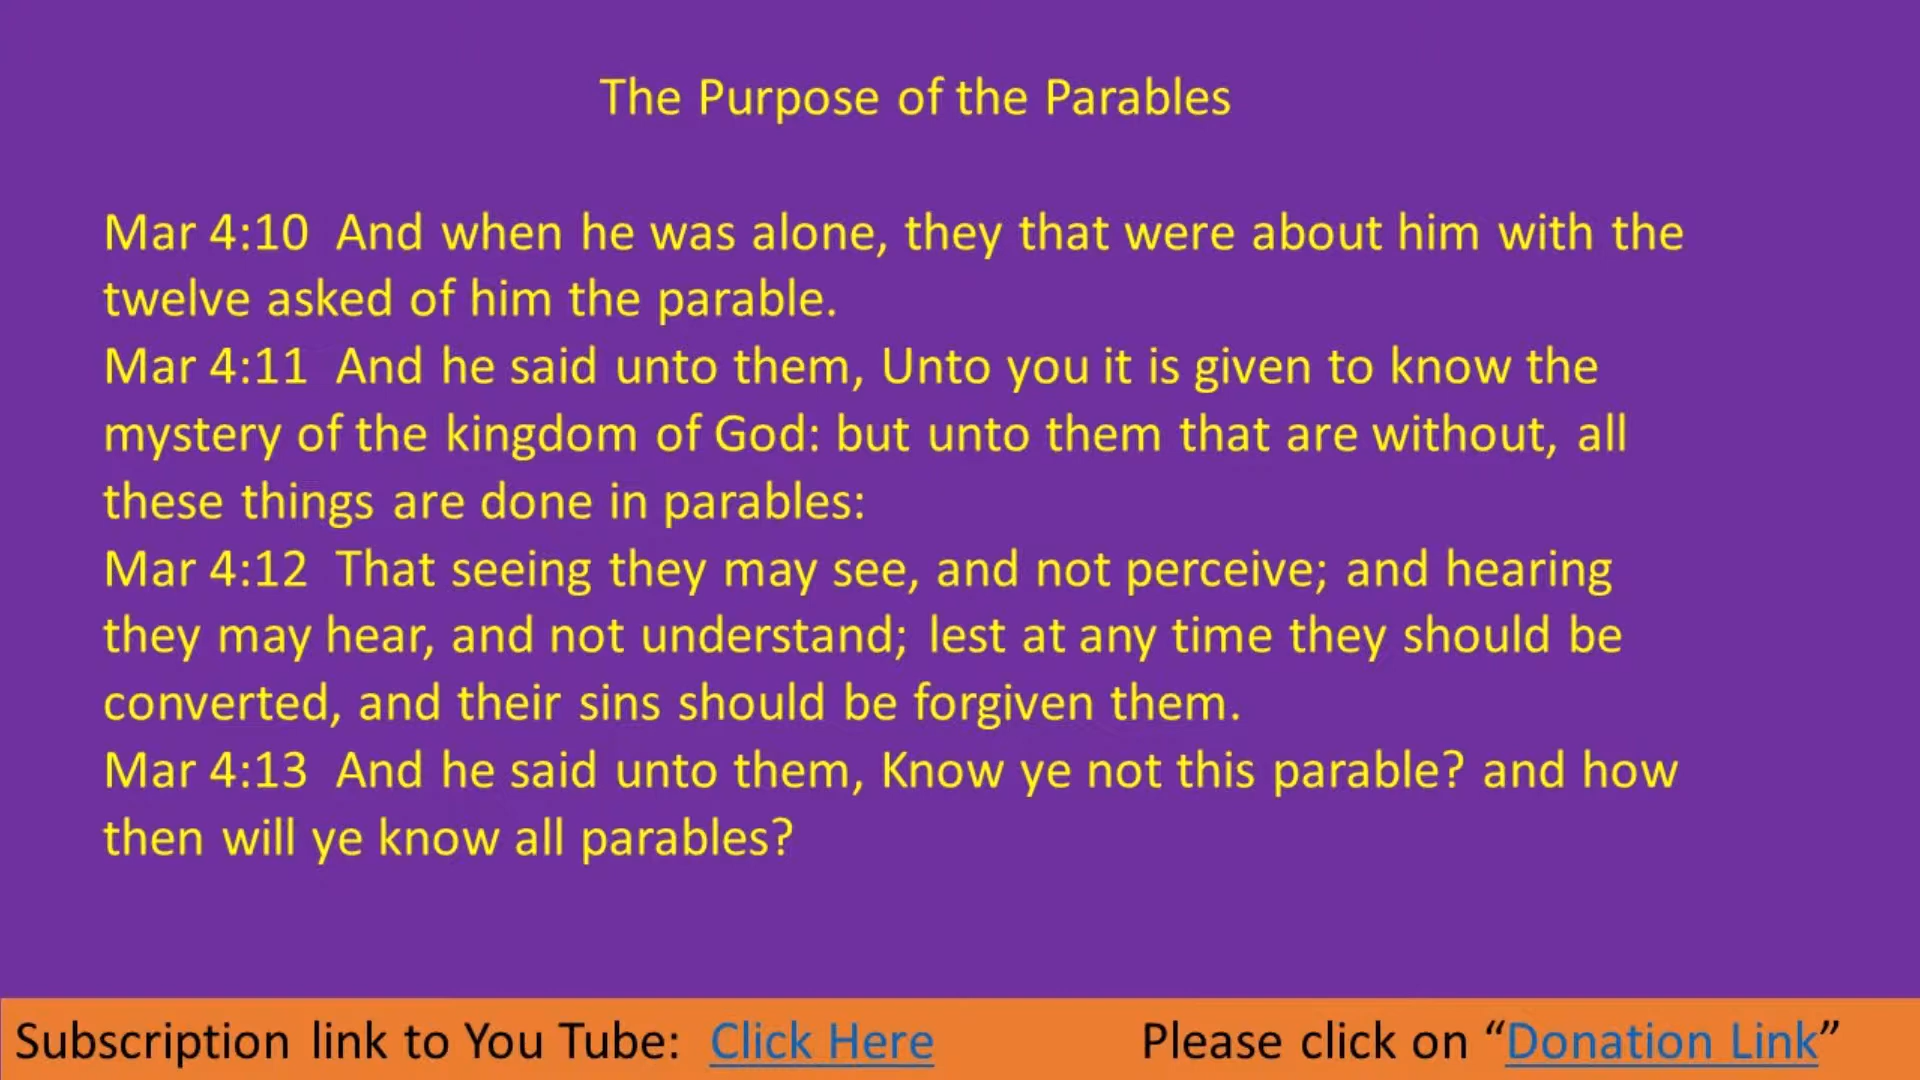 The Purpose of the Parables
Mar 4:10  And when he was alone, they that were about him with the
twelve asked of him the parable.
Mar 4:11  And he said unto them, Unto you it is given to know the
mystery of the kingdom of God: but unto them that are without, all
these things are done in parables:
Mar 4:12  That seeing they may see, and not perceive; and hearing
they may hear, and not understand; lest at any time they should be
converted, and their sins should be forgiven them.
Mar 4:13  And he said unto them, Know ye not this parable? and how
then will ye know all parables?
Subscription link to You Tube:  Click Here
Please click on “Donation Link”